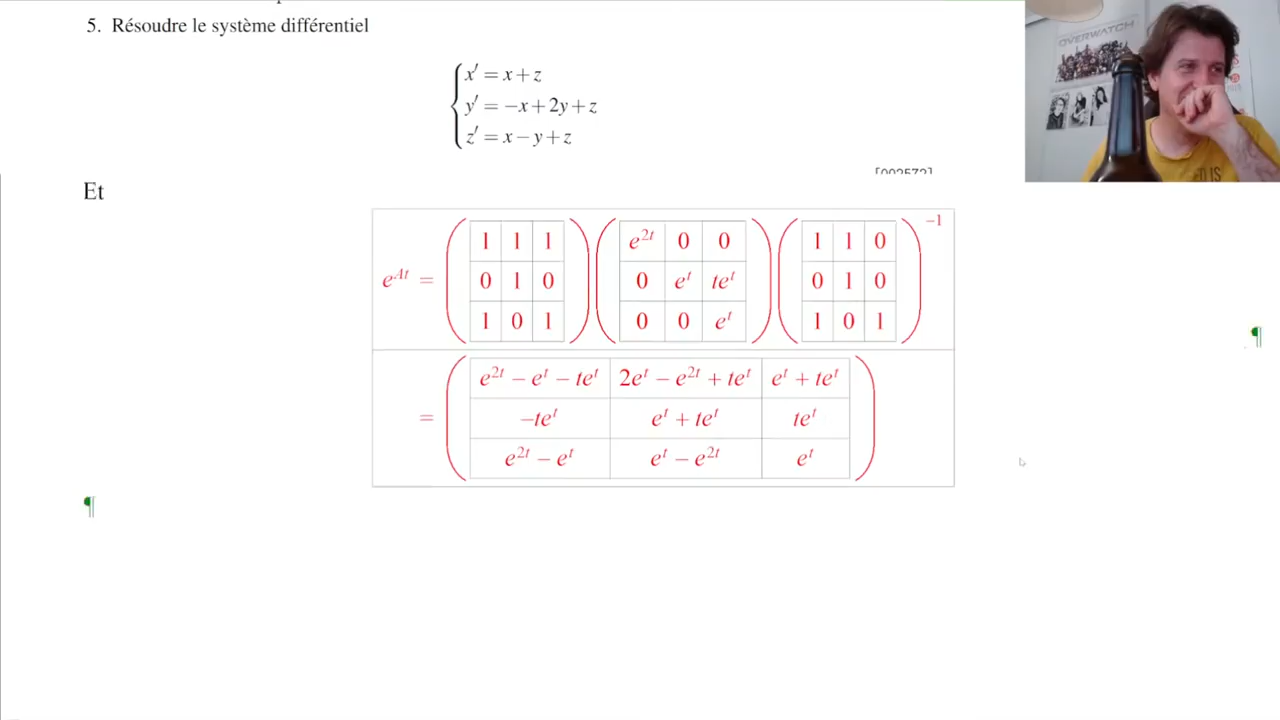 5. Résoudre le système différentiel
OVERWATCH
x′ = x + z
y′ = −x + 2y + z
z′ = x − y + z
Et
e^{At} = ( 1 1 1 ) ( e^{2t} 0 0 ) ( 1 1 0 )^{−1}
0 1 0 0 e^t te^t 0 1 0
1 0 1 0 0 e^t 1 0 1
= ( e^{2t} − e^t − te^t 2e^t − e^{2t} + te^t e^t + te^t )
−te^t e^t + te^t te^t
e^{2t} − e^t e^t − e^{2t} e^t
¶
¶